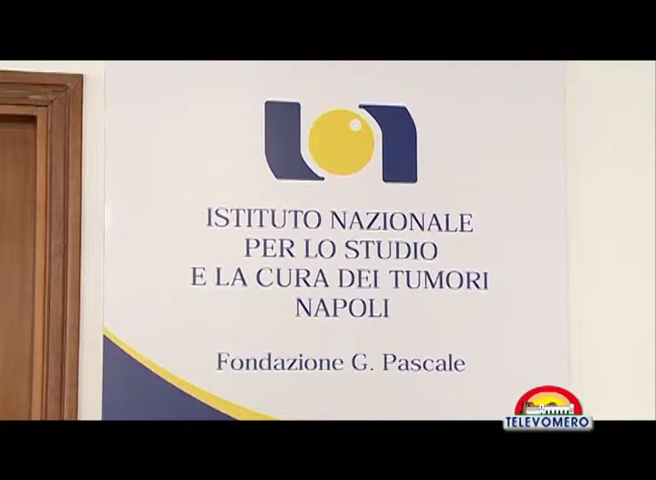 ISTITUTO NAZIONALE
PER LO STUDIO
E LA CURA DEI TUMORI
NAPOLI
Fondazione G. Pascale
TELEVOMERO